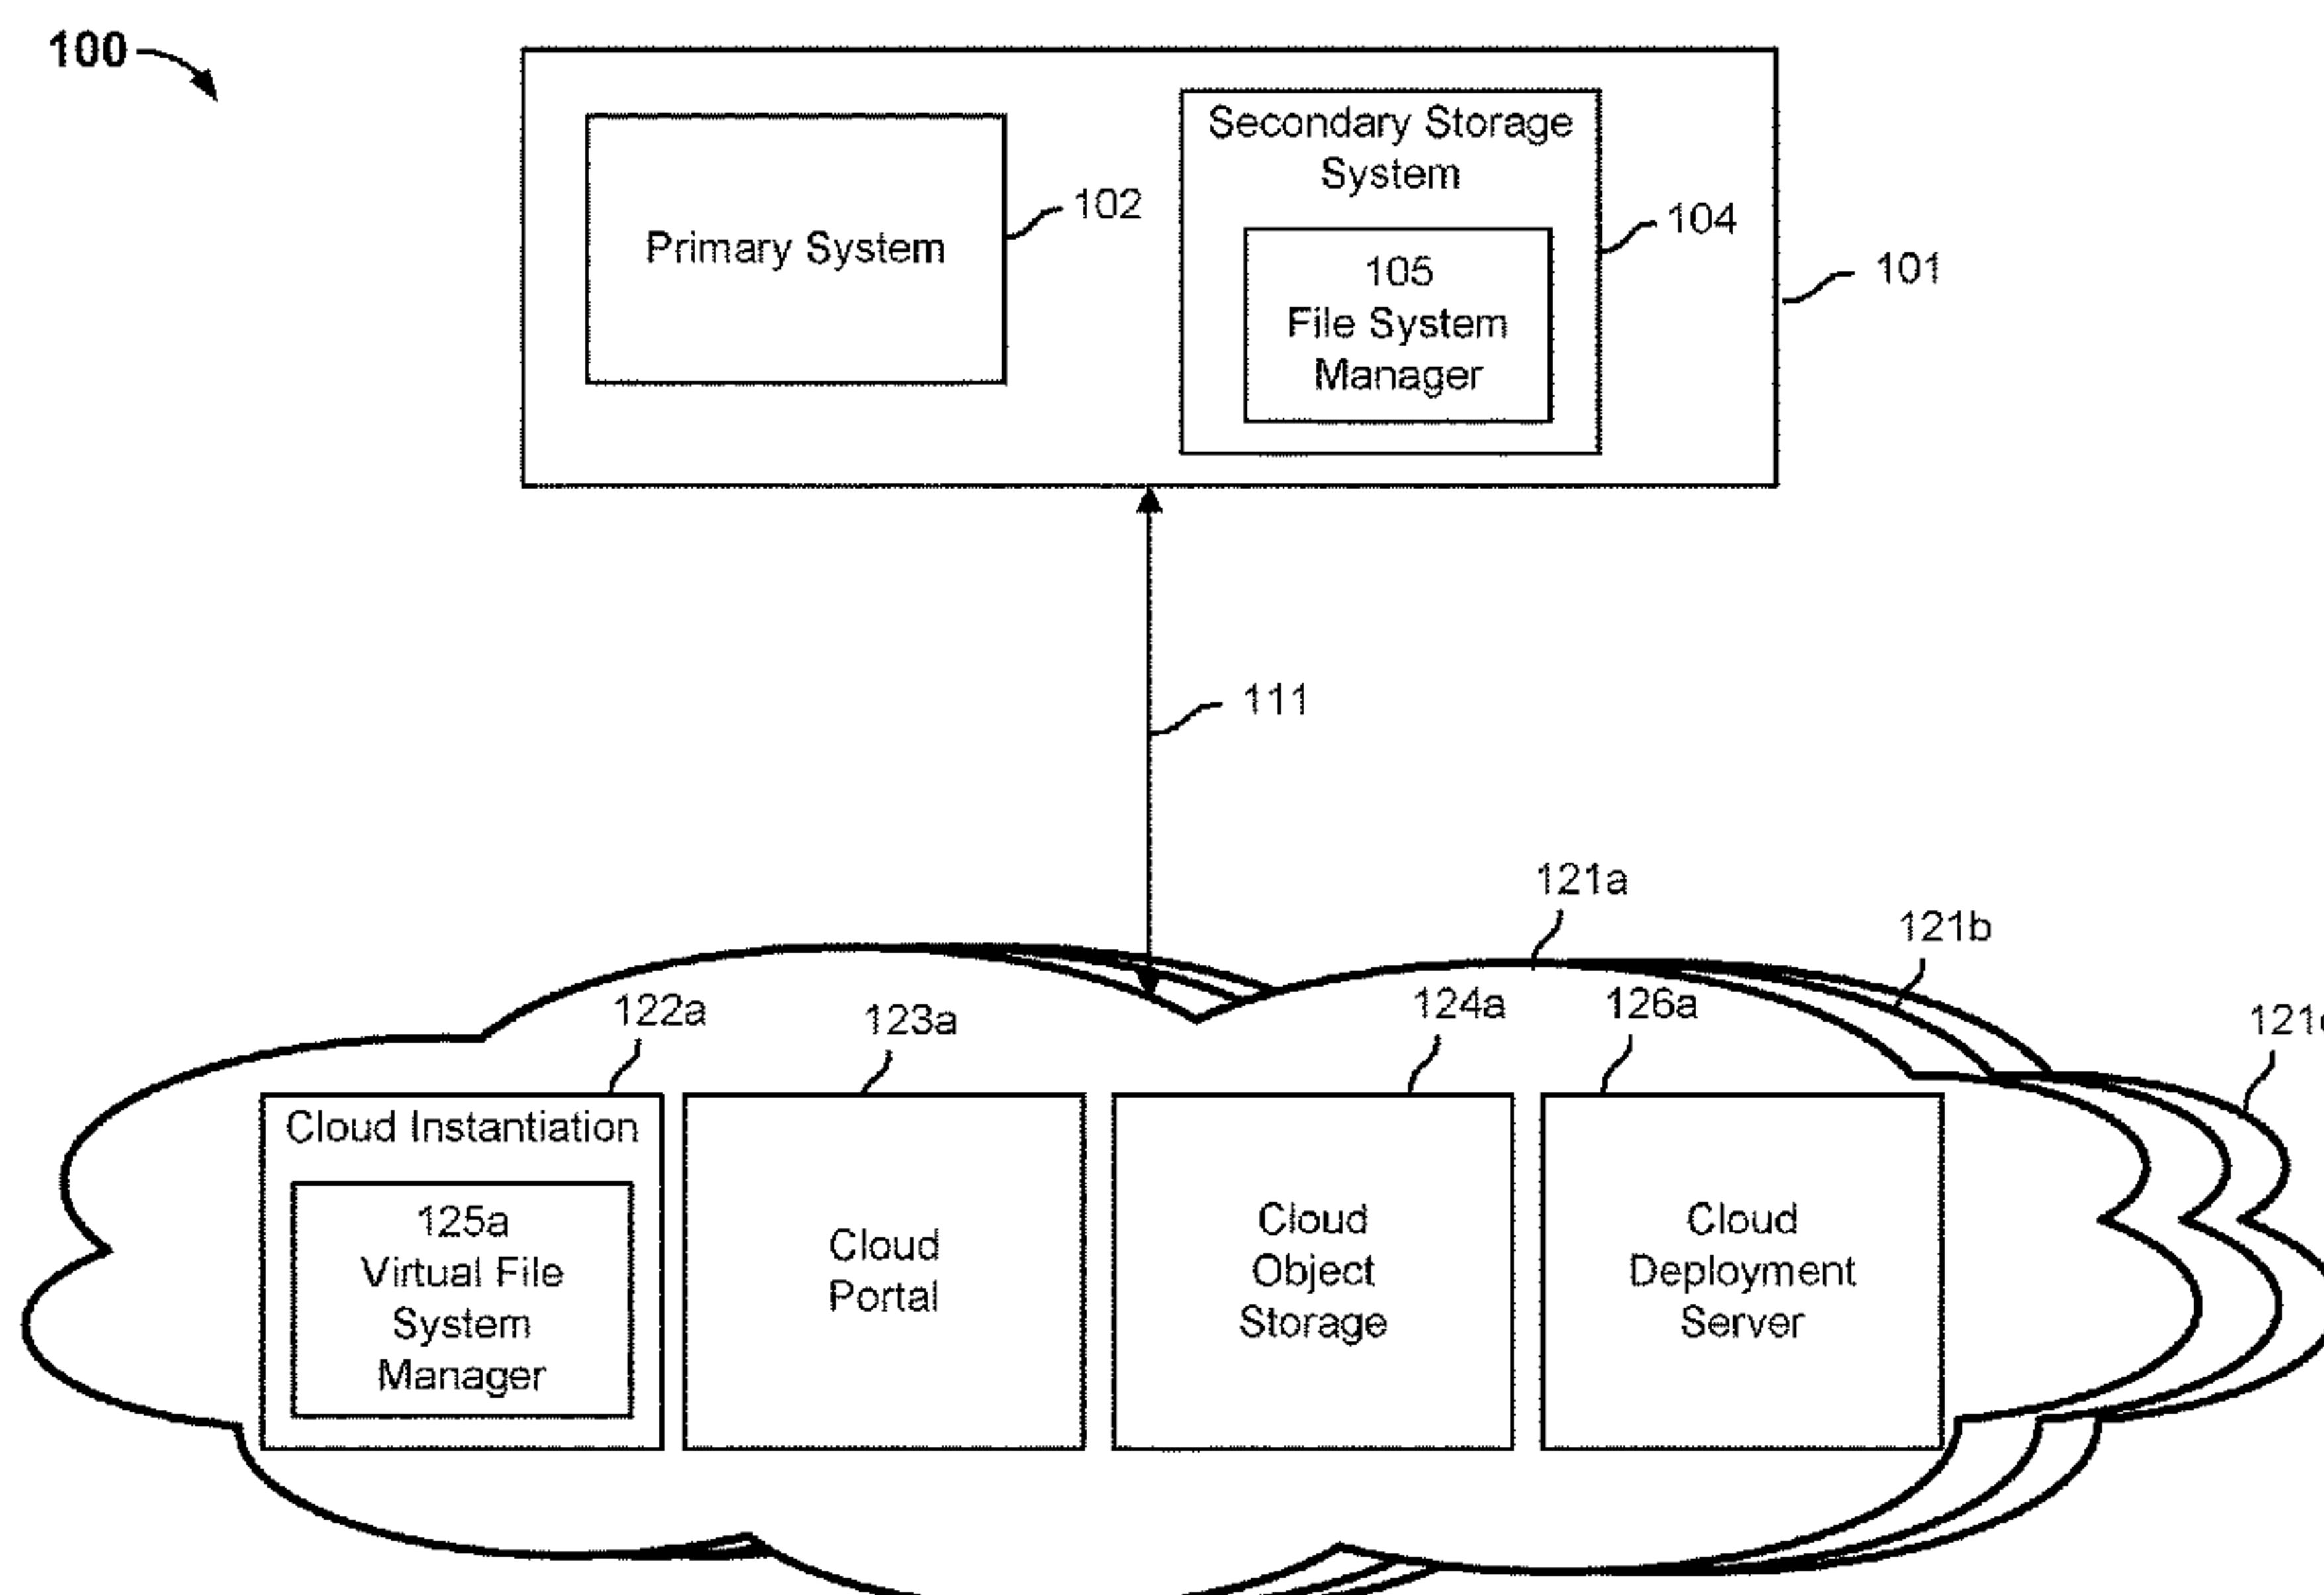 100
Secondary Storage
System
102
Primary System
104
105
File System
Manager
101
111
121a
121b
122a
123a
124a
126a
Cloud Instantiation
125a
Virtual File
System
Manager
Cloud
Portal
Cloud
Object
Storage
Cloud
Deployment
Server